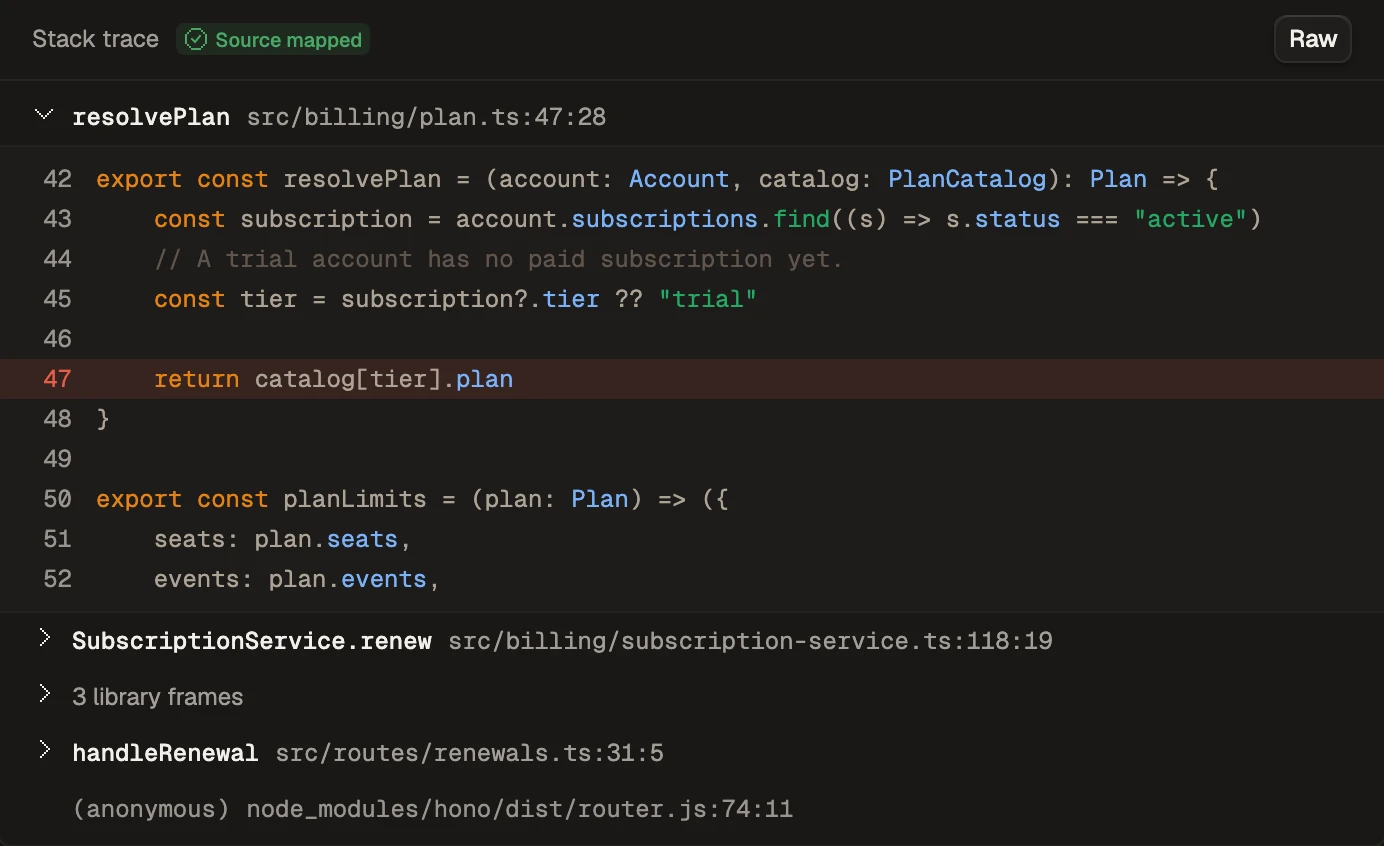 Stack trace Source mapped Raw
resolvePlan src/billing/plan.ts:47:28
42 export const resolvePlan = (account: Account, catalog: PlanCatalog): Plan => {
43     const subscription = account.subscriptions.find((s) => s.status === "active")
44     // A trial account has no paid subscription yet.
45     const tier = subscription?.tier ?? "trial"
46
47     return catalog[tier].plan
48 }
49
50 export const planLimits = (plan: Plan) => ({
51     seats: plan.seats,
52     events: plan.events,
SubscriptionService.renew src/billing/subscription-service.ts:118:19
3 library frames
handleRenewal src/routes/renewals.ts:31:5
(anonymous) node_modules/hono/dist/router.js:74:11